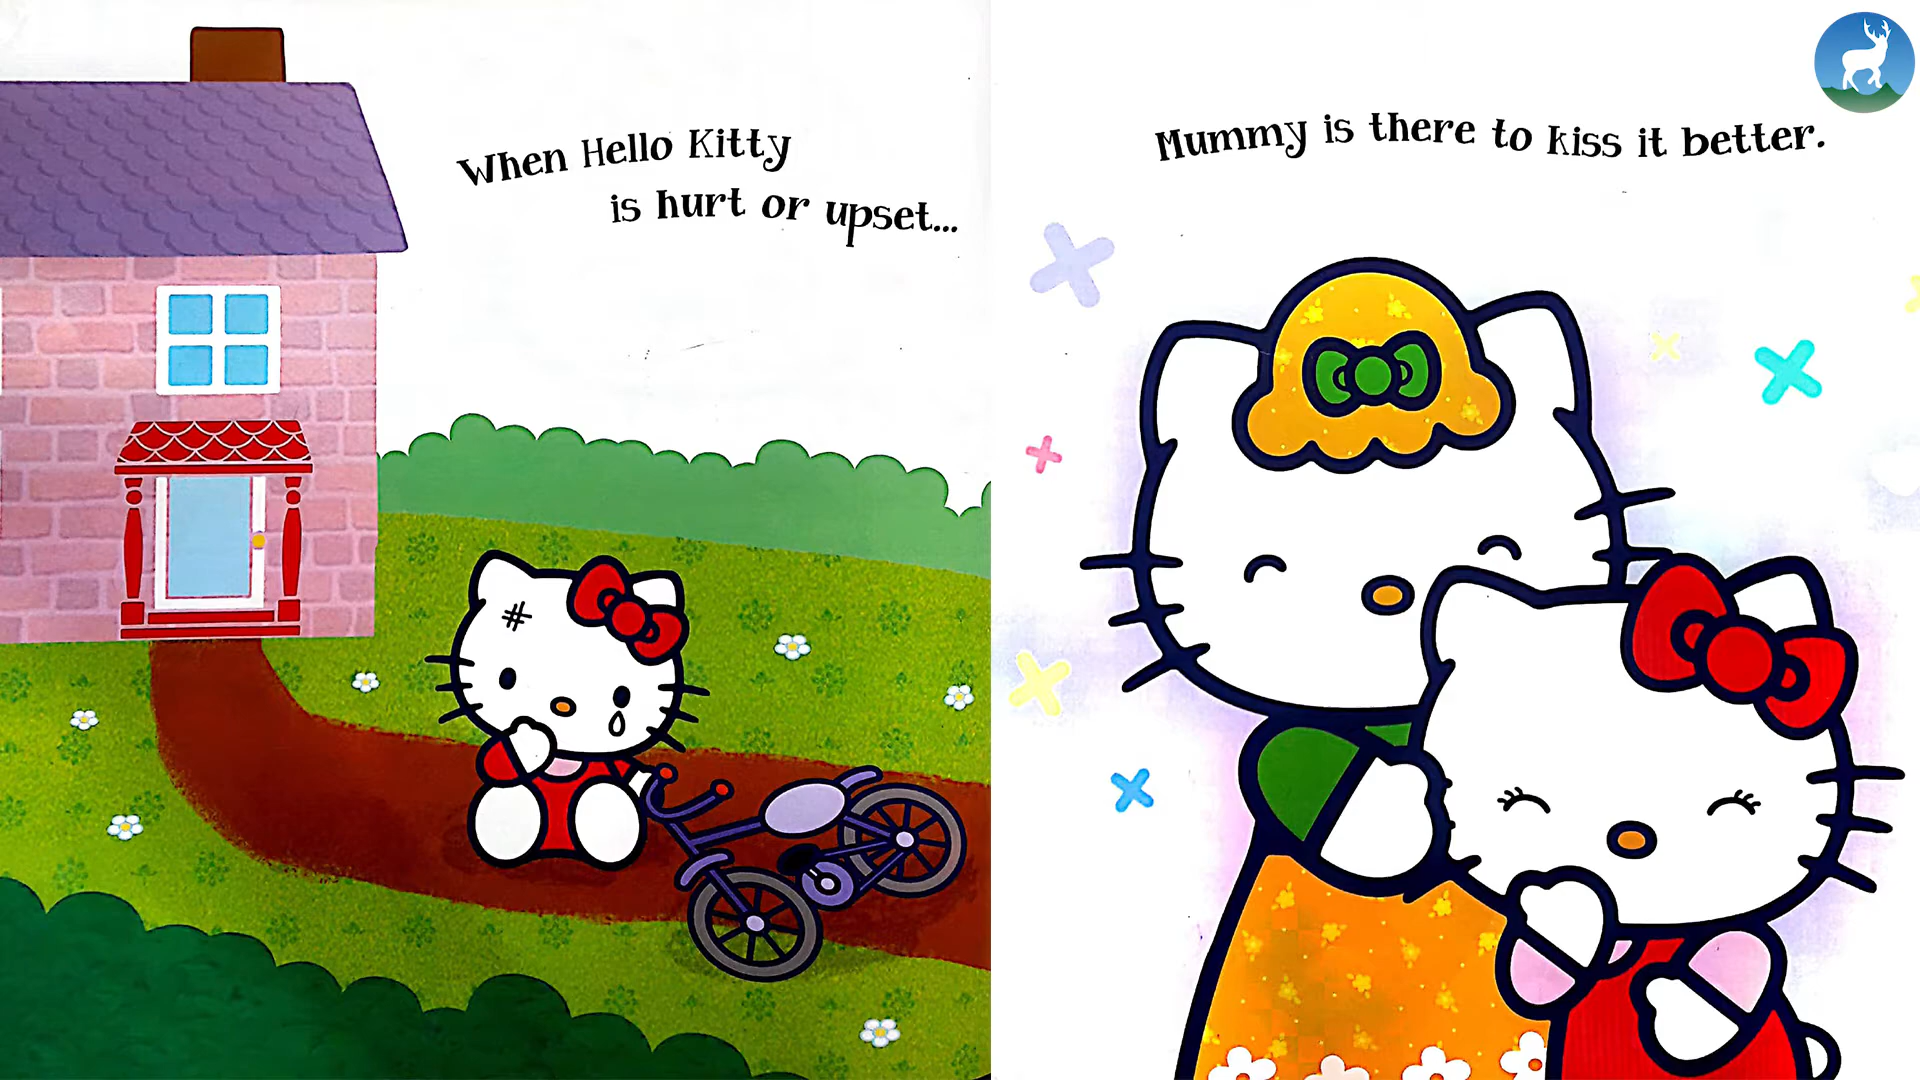 When Hello Kitty
is hurt or upset...
Mummy is there to kiss it better.